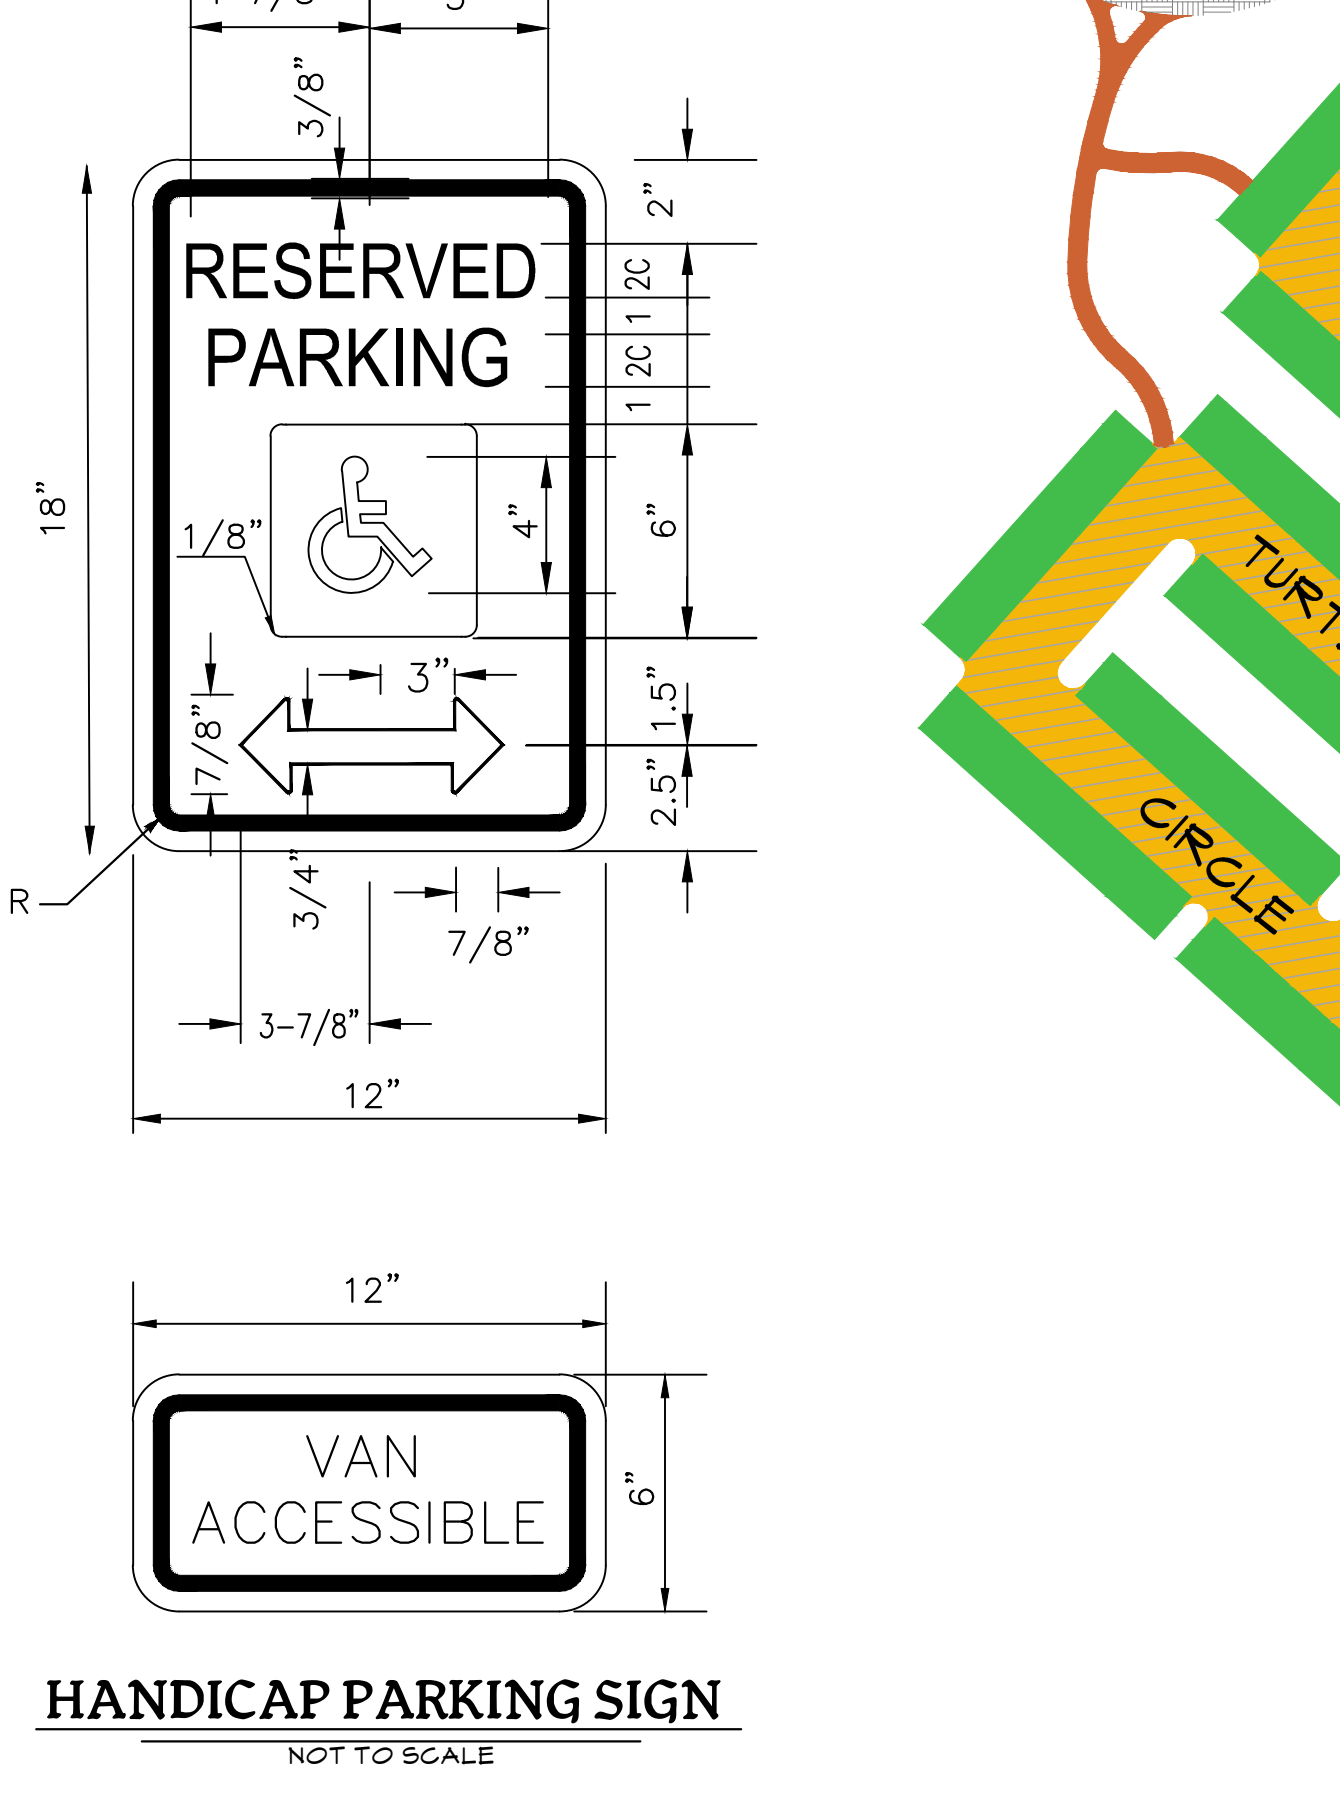 3/8”
2”
RESERVED
2C
1
PARKING
2C
1
18”
1/8”
4”
6”
3”
1.5”
7/8”
2.5”
R
3/4”
7/8”
3-7/8”
12”
12”
VAN
ACCESSIBLE
6”
HANDICAP PARKING SIGN
NOT TO SCALE
CIRCLE